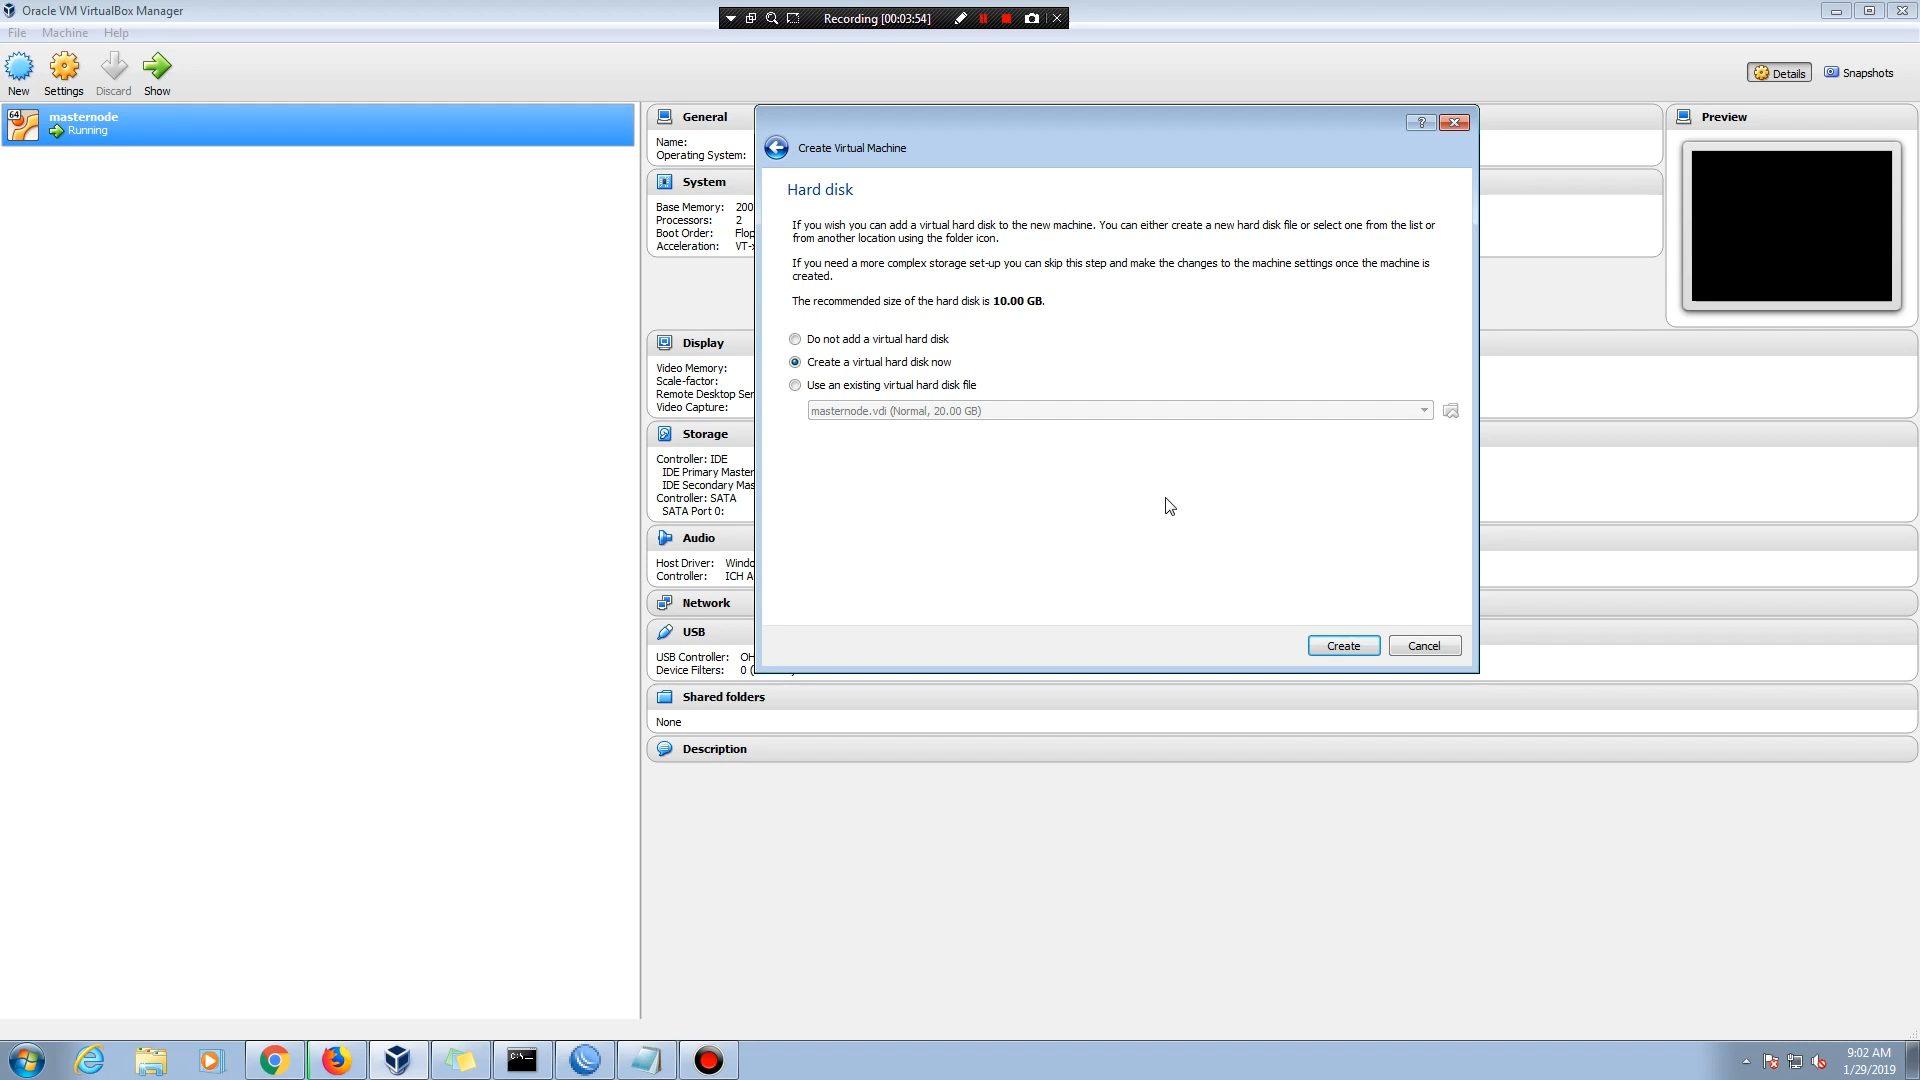 Oracle VM VirtualBox Manager
Recording [00:03:54]
File Machine Help
New Settings Discard Show
Details Snapshots
64
masternode
Running
General
Name:
Operating System:
System
Base Memory: 200
Processors: 2
Boot Order: Flop
Acceleration: VT-x
Display
Video Memory:
Scale-factor:
Remote Desktop Ser
Video Capture:
Storage
Controller: IDE
IDE Primary Master
IDE Secondary Mas
Controller: SATA
SATA Port 0:
Audio
Host Driver: Windo
Controller: ICH A
Network
USB
USB Controller: OH
Device Filters: 0 (
Shared folders
None
Description
Preview
?
Create Virtual Machine
Hard disk
If you wish you can add a virtual hard disk to the new machine. You can either create a new hard disk file or select one from the list or
from another location using the folder icon.
If you need a more complex storage set-up you can skip this step and make the changes to the machine settings once the machine is
created.
The recommended size of the hard disk is 10.00 GB.
Do not add a virtual hard disk
Create a virtual hard disk now
Use an existing virtual hard disk file
masternode.vdi (Normal, 20.00 GB)
Create Cancel
C:\_
9:02 AM
1/29/2019